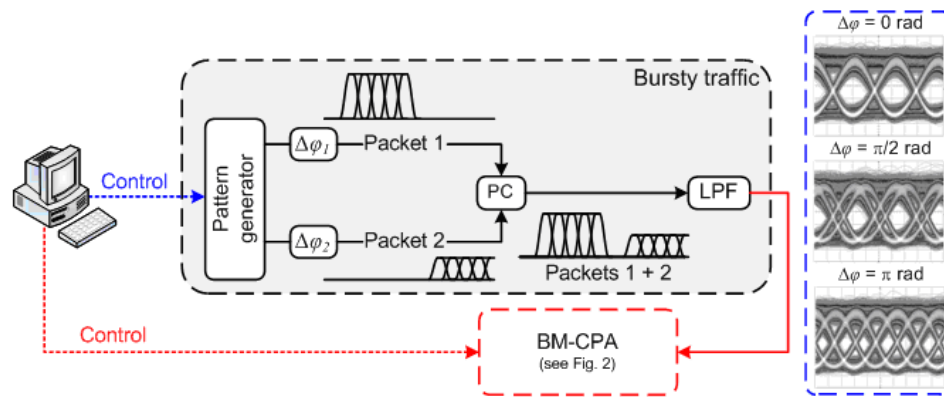 Δφ = 0 rad
Bursty traffic
Δφ1
Packet 1
Control
Pattern
generator
PC
LPF
Δφ = π/2 rad
Δφ2
Packet 2
Packets 1 + 2
Δφ = π rad
Control
BM-CPA
(see Fig. 2)